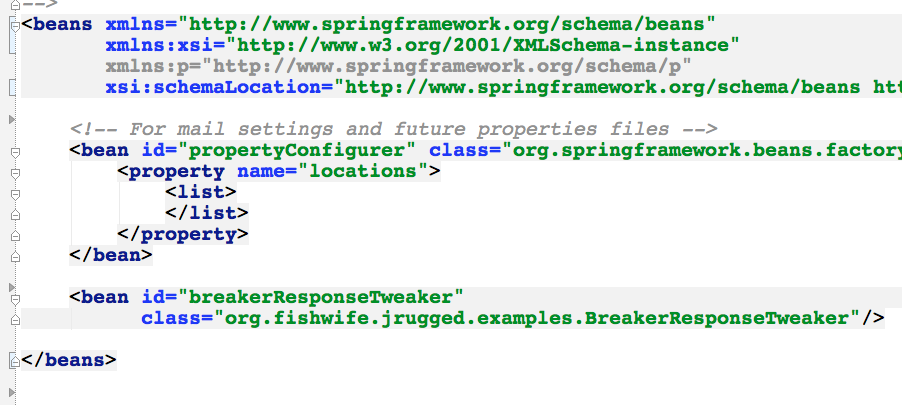 -->
<beans xmlns="http://www.springframework.org/schema/beans"
xmlns:xsi="http://www.w3.org/2001/XMLSchema-instance"
xmlns:p="http://www.springframework.org/schema/p"
xsi:schemaLocation="http://www.springframework.org/schema/beans htt
<!-- For mail settings and future properties files -->
<bean id="propertyConfigurer" class="org.springframework.beans.factory
<property name="locations">
<list>
</list>
</property>
</bean>
<bean id="breakerResponseTweaker"
class="org.fishwife.jrugged.examples.BreakerResponseTweaker"/>
</beans>